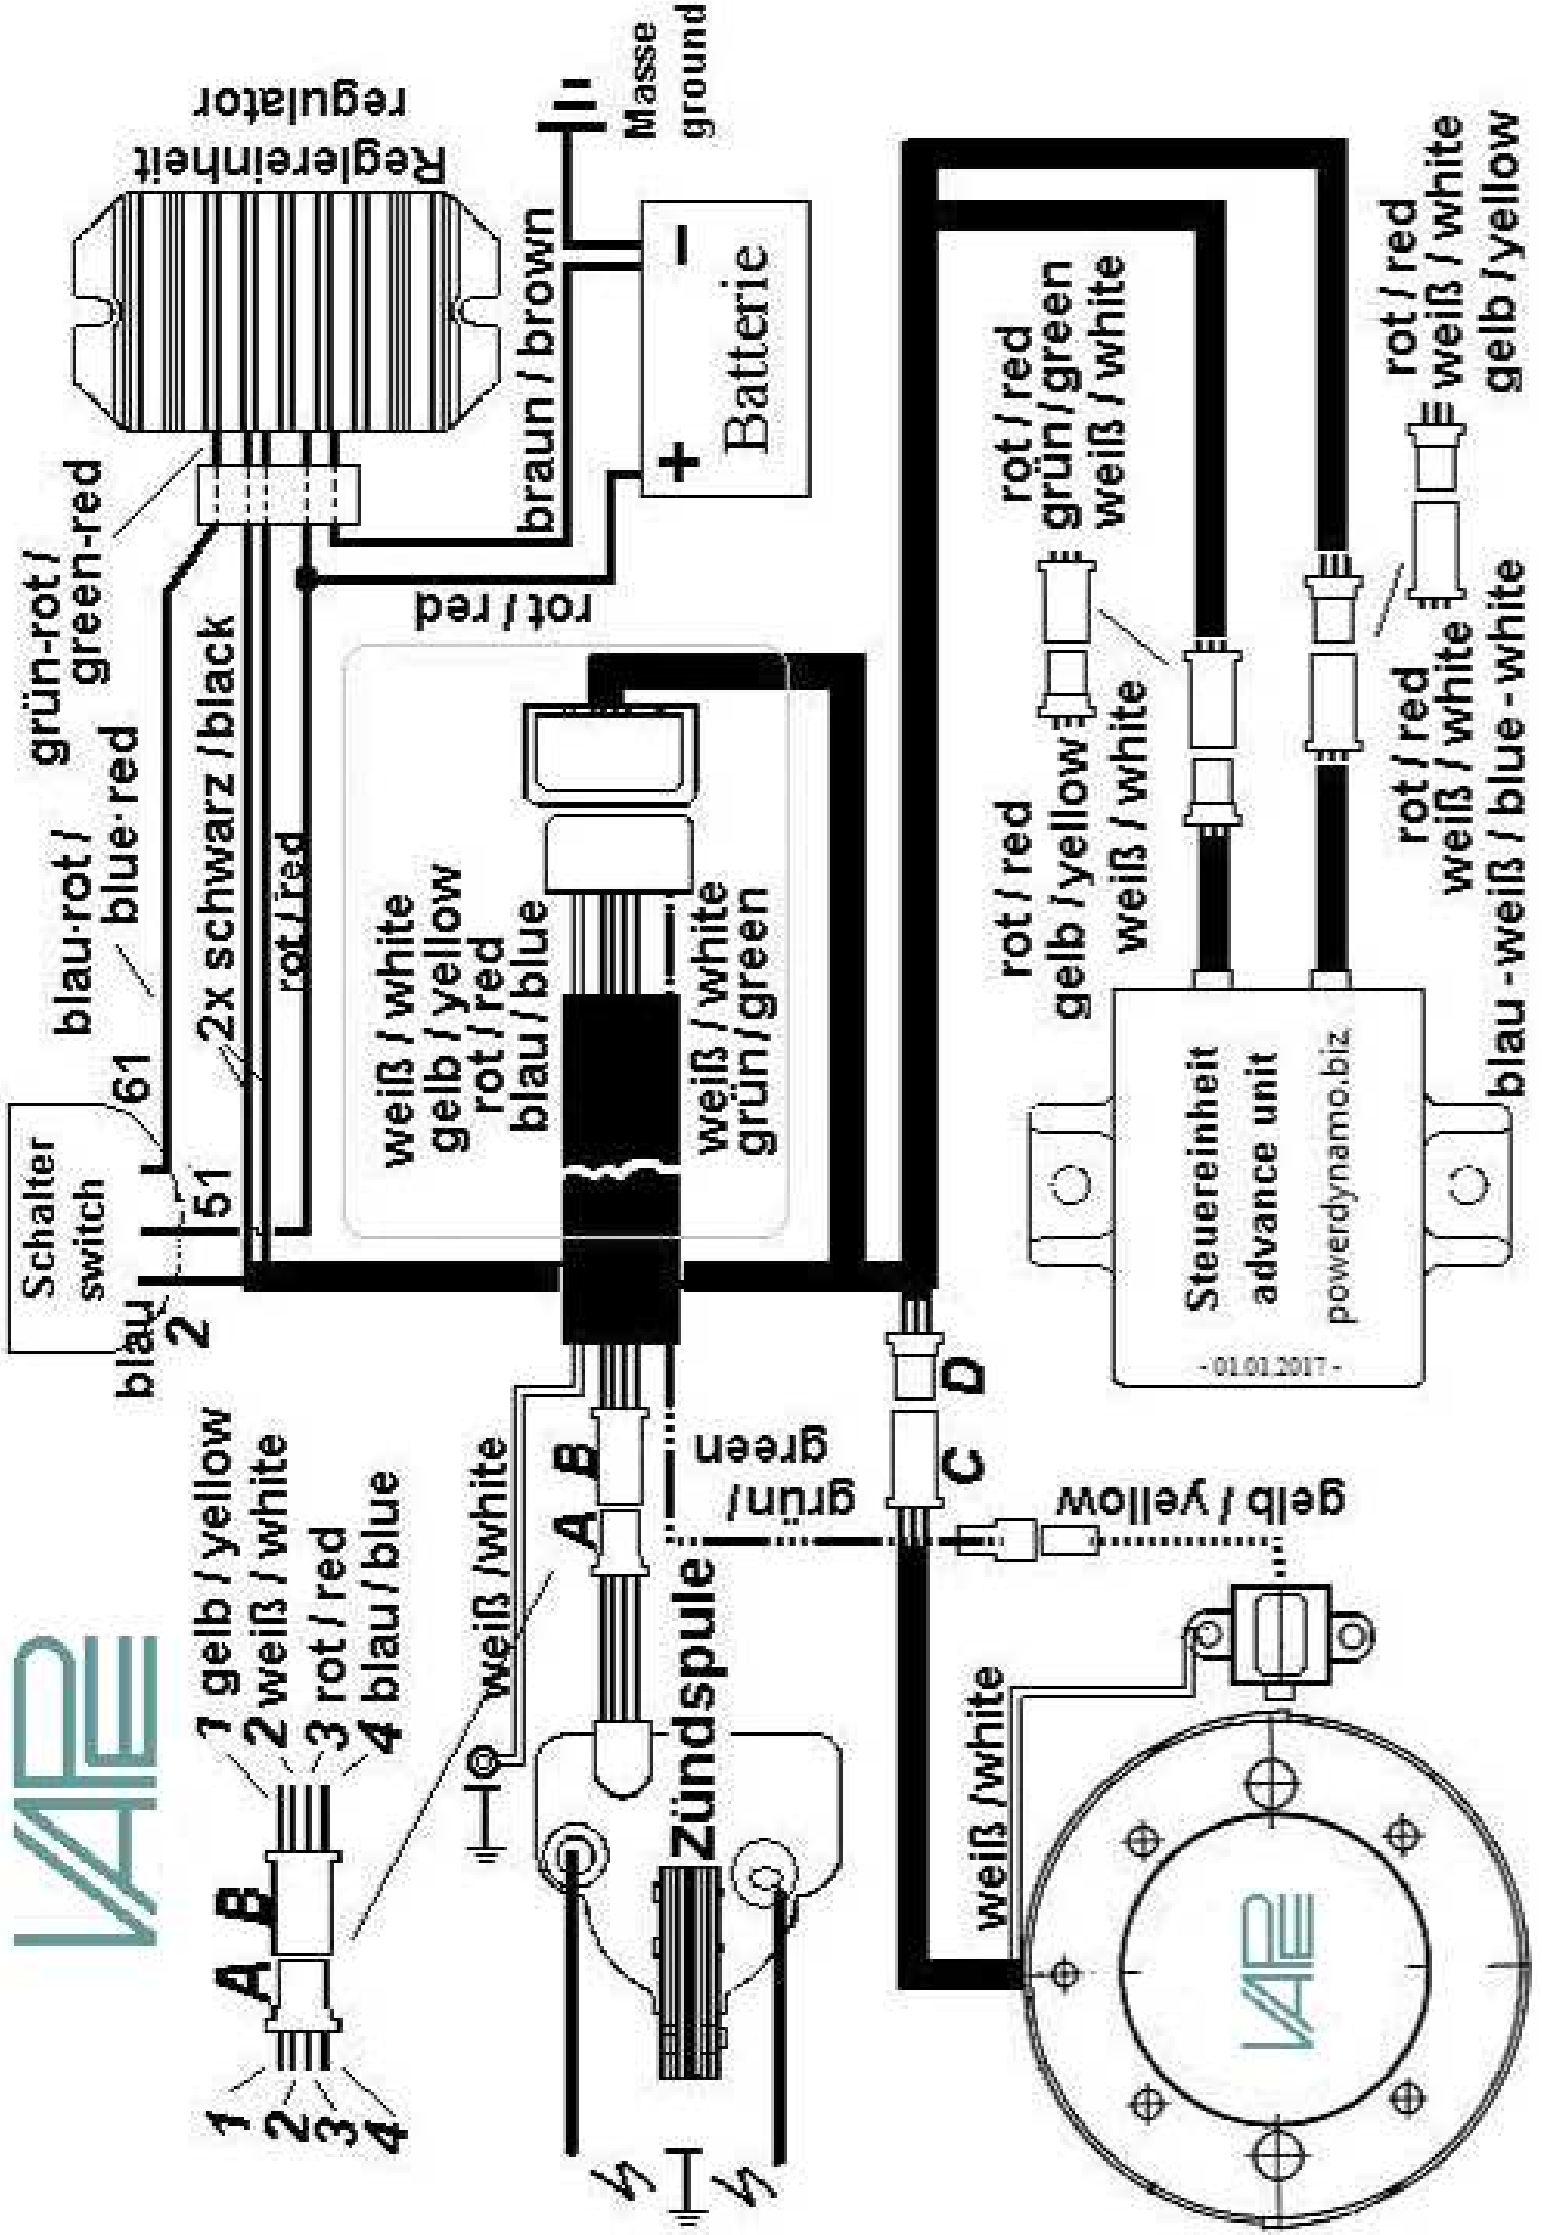 VAPE
1 gelb / yellow
2 weiß / white
3 rot / red
4 blau / blue
A B
1
2
3
4
Schalter
switch
blau
2
51
61
blau-rot /
blue-red
grün-rot /
green-red
2x schwarz / black
rot / red
Reglereinheit
regulator
rot / red
braun / brown
Masse
ground
+
−
Batterie
weiß / white
gelb / yellow
rot / red
blau / blue
weiß / white
grün / green
weiß / white
A B
Zündspule
grün /
green
C D
gelb / yellow
weiß / white
VAPE
rot / red
gelb / yellow
weiß / white
rot / red
grün / green
weiß / white
Steuereinheit
advance unit
powerdynamo.biz
- 01.01.2017 -
rot / red
weiß / white
blau - weiß / blue - white
rot / red
weiß / white
gelb / yellow